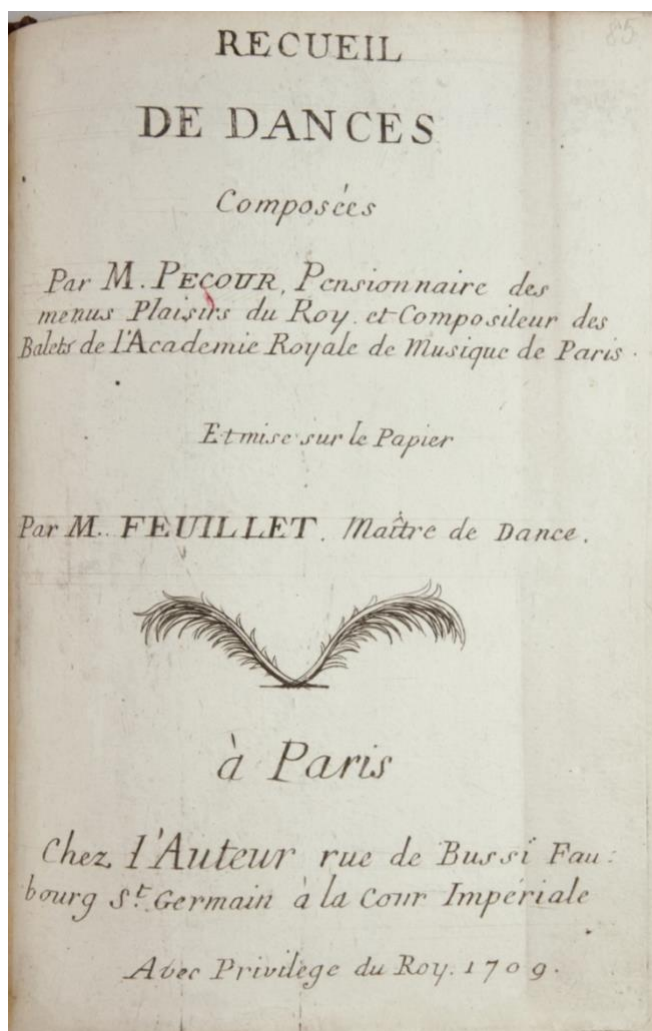 85
RECUEIL
DE DANCES
Composées
Par M. PECOUR, Pensionnaire des
menus Plaisirs du Roy. et Compositeur des
Balets de l'Academie Royale de Musique de Paris.
Et mise sur le Papier
Par M. FEUILLET. Maître de Dance.
à Paris
Chez l'Auteur rue de Bussi Fau:
bourg St. Germain à la Cour Impériale
Avec Privilege du Roy. 1709.